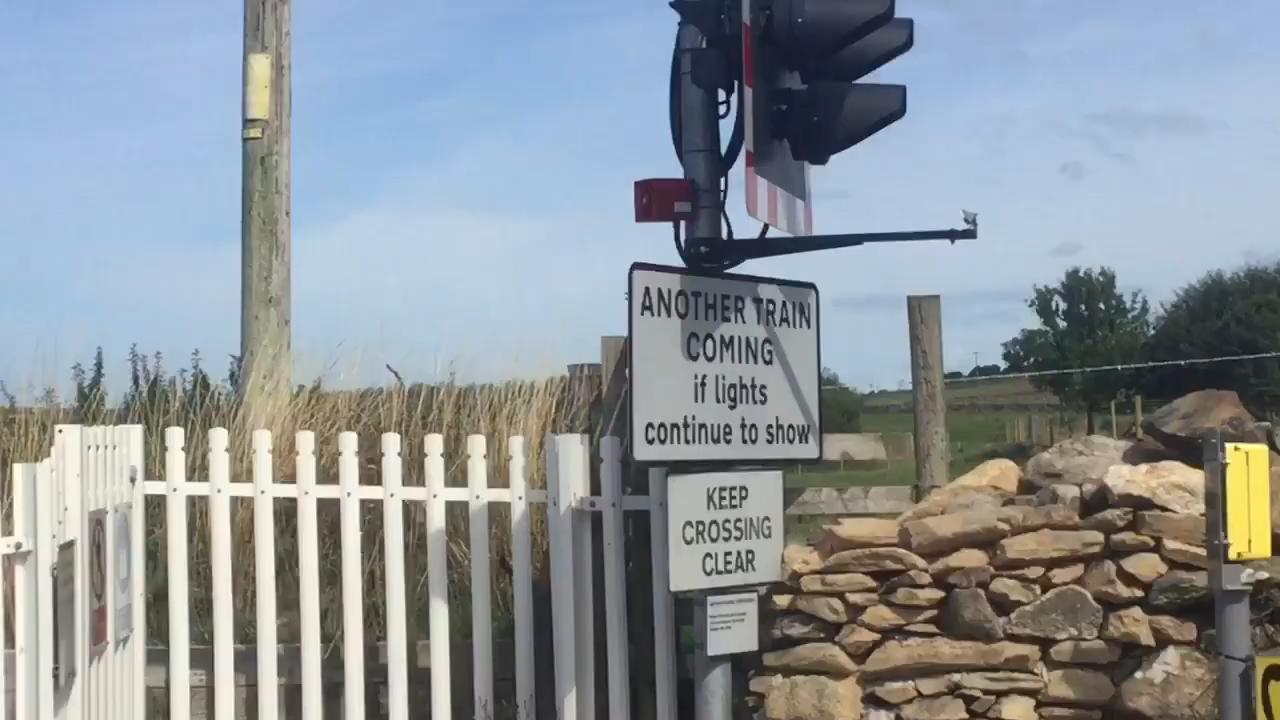 ANOTHER TRAIN
COMING
if lights
continue to show
KEEP
CROSSING
CLEAR